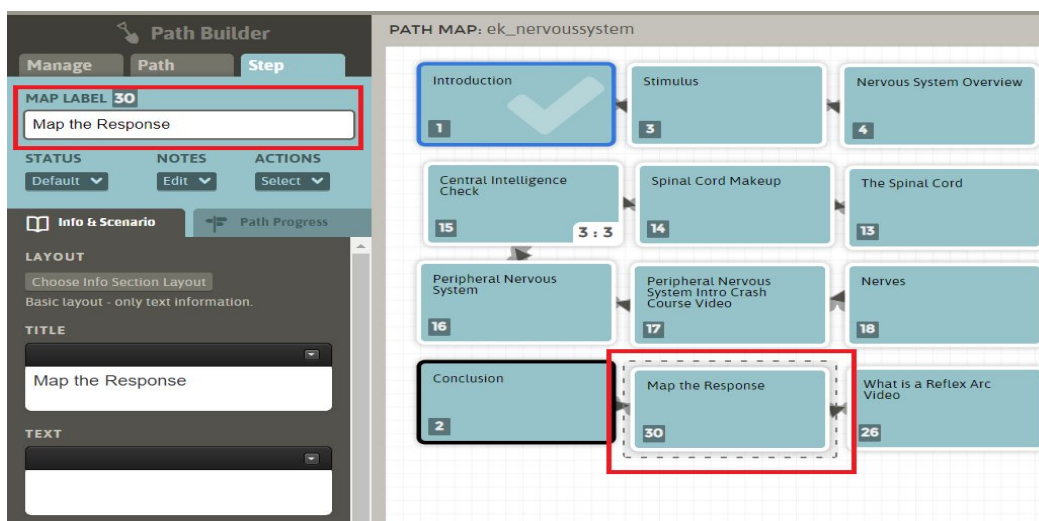 Path Builder
Manage Path Step
MAP LABEL 30
Map the Response
STATUS NOTES ACTIONS
Default Edit Select
Info & Scenario Path Progress
LAYOUT
Choose Info Section Layout
Basic layout - only text information.
TITLE
Map the Response
TEXT
PATH MAP: ek_nervoussystem
Introduction
1
Stimulus
3
Nervous System Overview
4
Central Intelligence
Check
15
3 : 3
Spinal Cord Makeup
14
The Spinal Cord
13
Peripheral Nervous
System
16
Peripheral Nervous
System Intro Crash
Course Video
17
Nerves
18
Conclusion
2
Map the Response
30
What is a Reflex Arc
Video
26